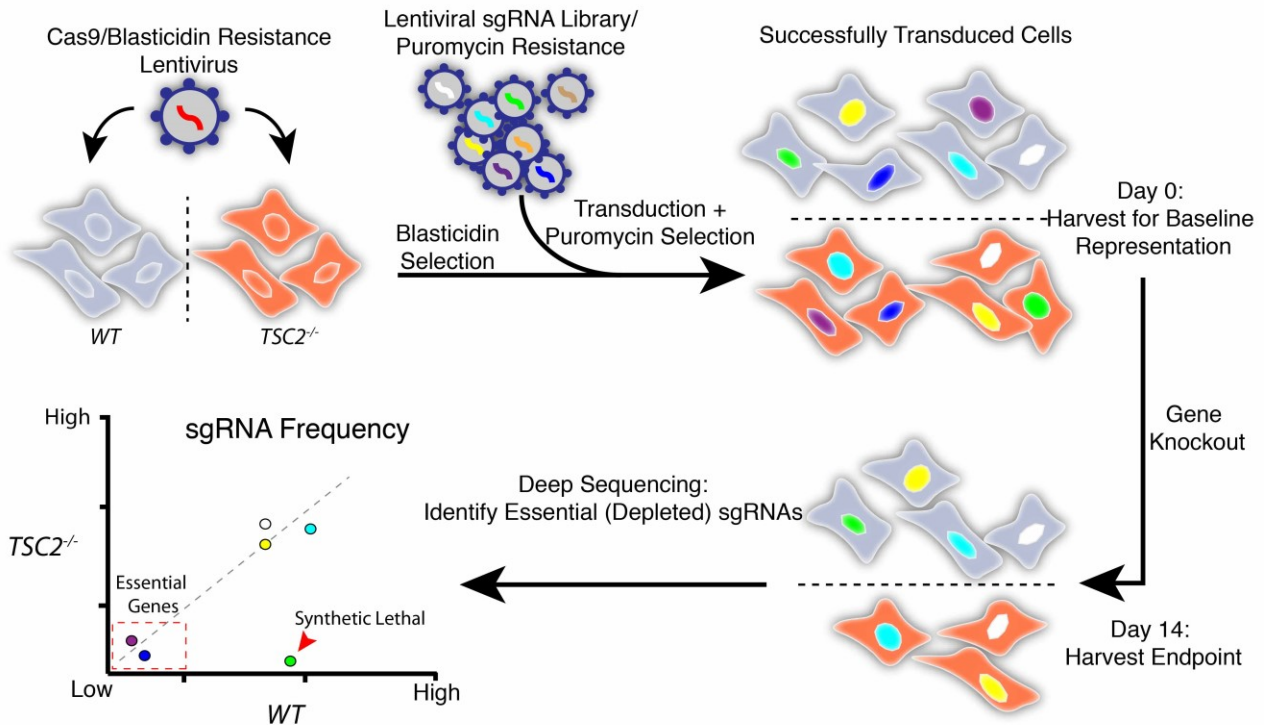 Cas9/Blasticidin Resistance
Lentivirus
WT
TSC2-/-
Lentiviral sgRNA Library/
Puromycin Resistance
Blasticidin
Selection
Transduction +
Puromycin Selection
Successfully Transduced Cells
Day 0:
Harvest for Baseline
Representation
Gene
Knockout
Day 14:
Harvest Endpoint
Deep Sequencing:
Identify Essential (Depleted) sgRNAs
sgRNA Frequency
High
TSC2-/-
Essential
Genes
Synthetic Lethal
Low
WT
High